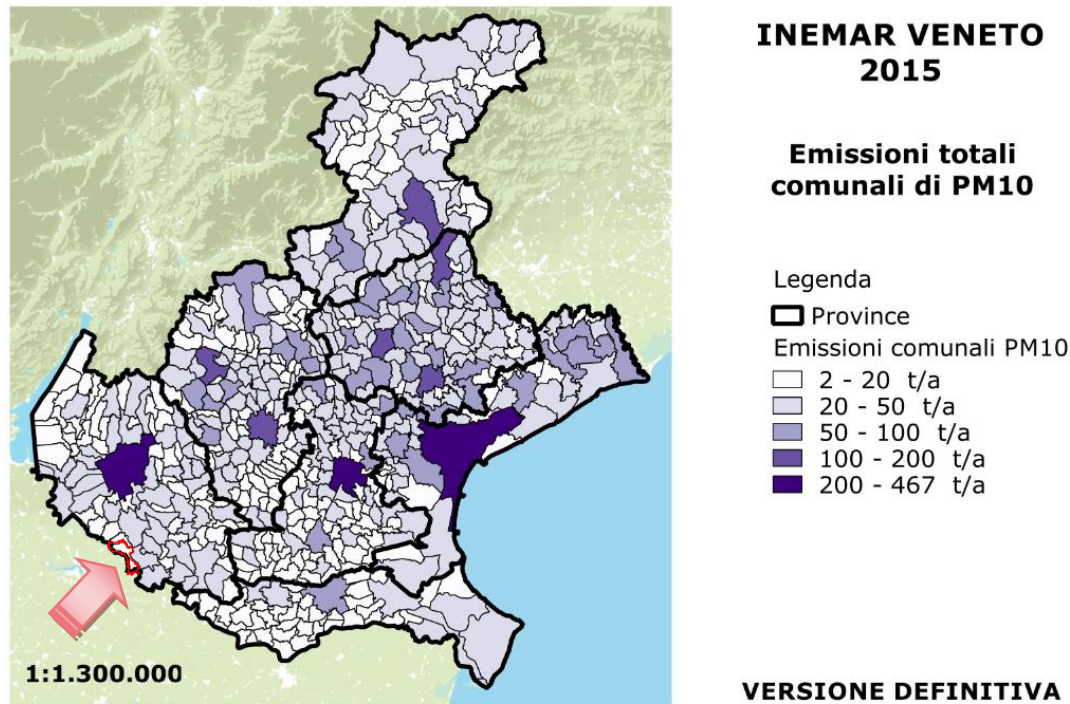 INEMAR VENETO
2015
Emissioni totali
comunali di PM10
Legenda
Province
Emissioni comunali PM10
2 - 20 t/a
20 - 50 t/a
50 - 100 t/a
100 - 200 t/a
200 - 467 t/a
1:1.300.000
VERSIONE DEFINITIVA